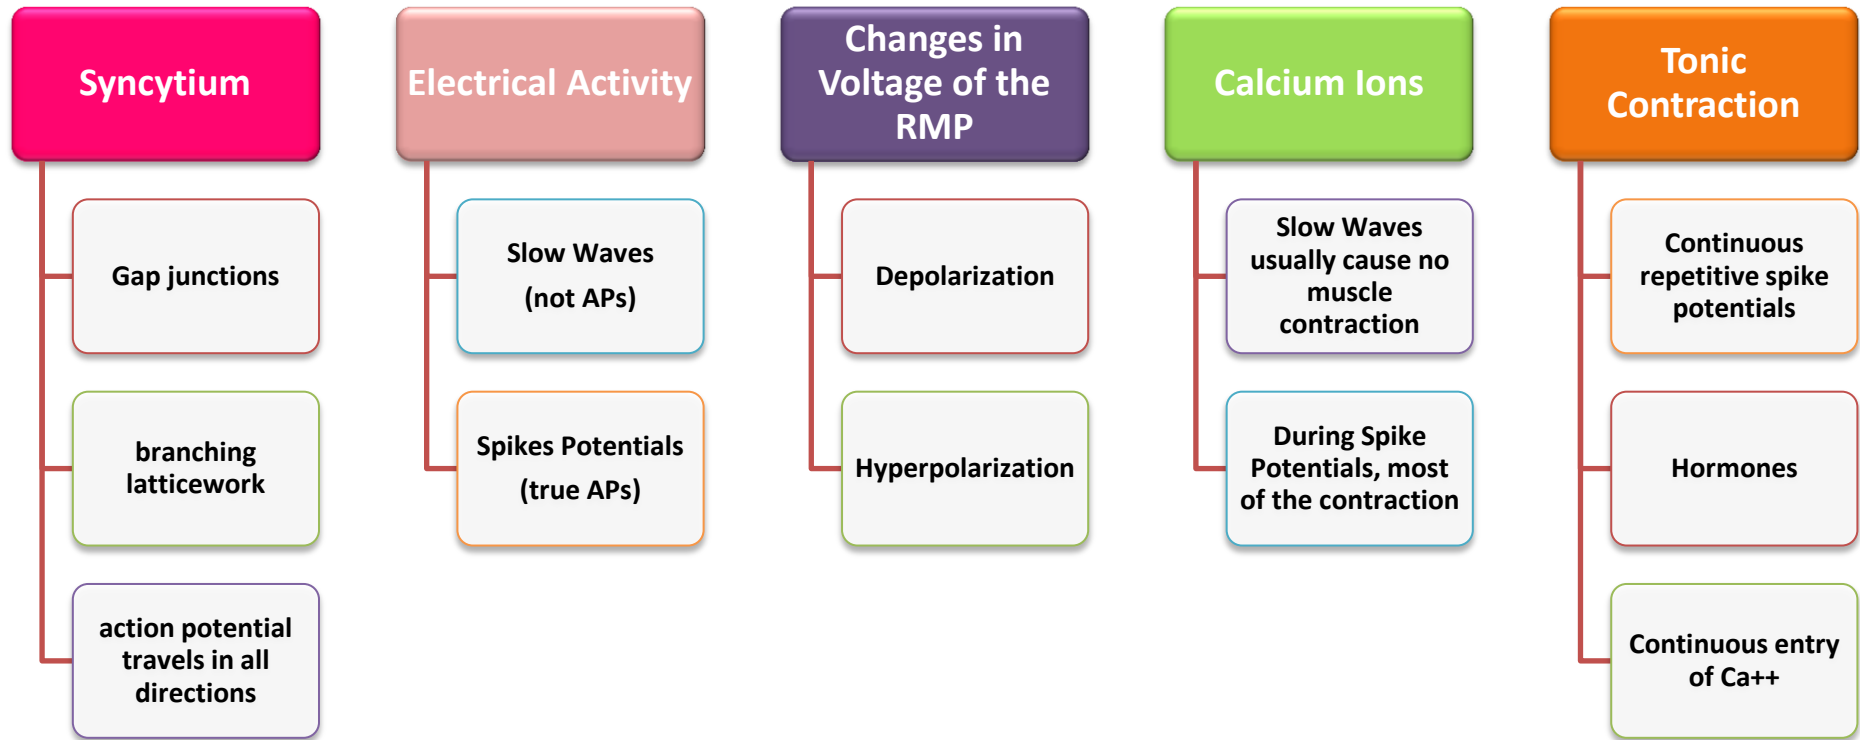 Syncytium
Gap junctions
branching
latticework
action potential
travels in all
directions
Electrical Activity
Slow Waves
(not APs)
Spikes Potentials
(true APs)
Changes in
Voltage of the
RMP
Depolarization
Hyperpolarization
Calcium Ions
Slow Waves
usually cause no
muscle
contraction
During Spike
Potentials, most
of the contraction
Tonic
Contraction
Continuous
repetitive spike
potentials
Hormones
Continuous entry
of Ca++